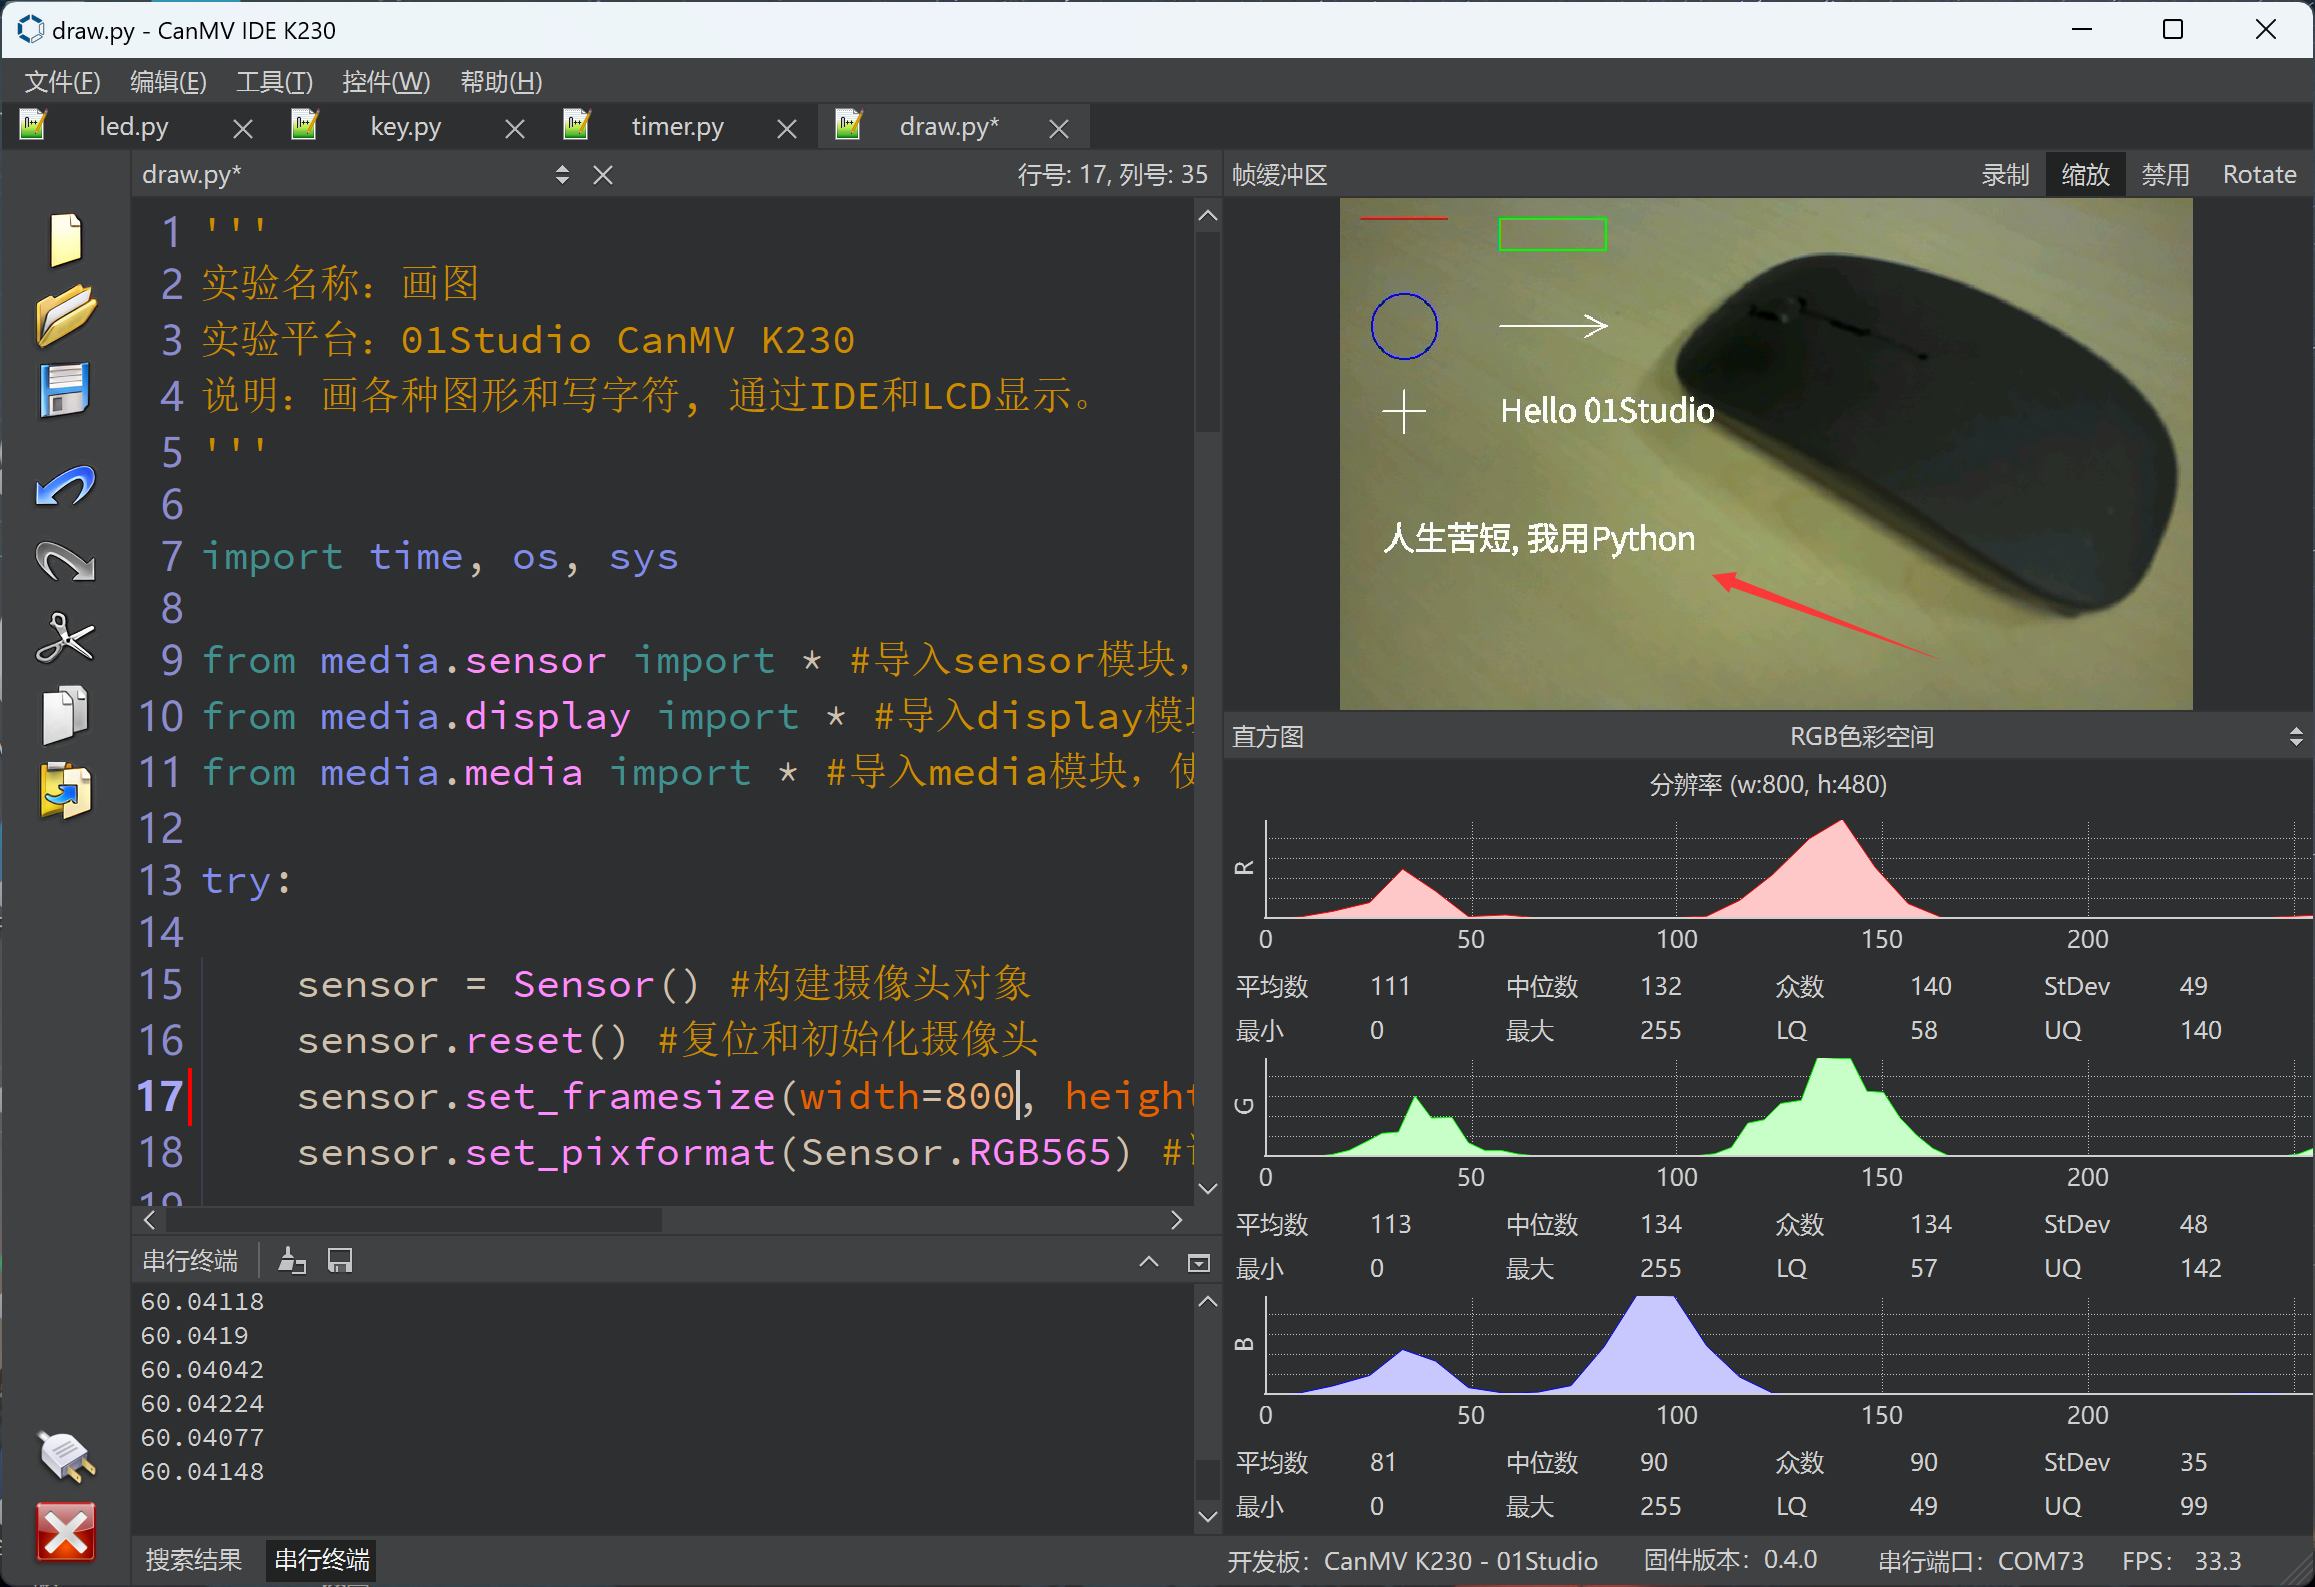 draw.py - CanMV IDE K230
文件(F) 编辑(E) 工具(T) 控件(W) 帮助(H)
led.py key.py timer.py draw.py*
draw.py* 行号: 17, 列号: 35
1 '''
2 实验名称：画图
3 实验平台：01Studio CanMV K230
4 说明：画各种图形和写字符，通过IDE和LCD显示。
5 '''
6
7 import time, os, sys
8
9 from media.sensor import * #导入sensor模块，
10 from media.display import * #导入display模
11 from media.media import * #导入media模块，使
12
13 try:
14
15 sensor = Sensor() #构建摄像头对象
16 sensor.reset() #复位和初始化摄像头
17 sensor.set_framesize(width=800, height
18 sensor.set_pixformat(Sensor.RGB565) #
19
串行终端
60.04118
60.0419
60.04042
60.04224
60.04077
60.04148
搜索结果 串行终端
帧缓冲区 录制 缩放 禁用 Rotate
Hello 01Studio
人生苦短, 我用Python
直方图 RGB色彩空间
分辨率 (w:800, h:480)
R
0 50 100 150 200
平均数 111 中位数 132 众数 140 StDev 49
最小 0 最大 255 LQ 58 UQ 140
G
0 50 100 150 200
平均数 113 中位数 134 众数 134 StDev 48
最小 0 最大 255 LQ 57 UQ 142
B
0 50 100 150 200
平均数 81 中位数 90 众数 90 StDev 35
最小 0 最大 255 LQ 49 UQ 99
开发板：CanMV K230 - 01Studio 固件版本：0.4.0 串行端口：COM73 FPS： 33.3